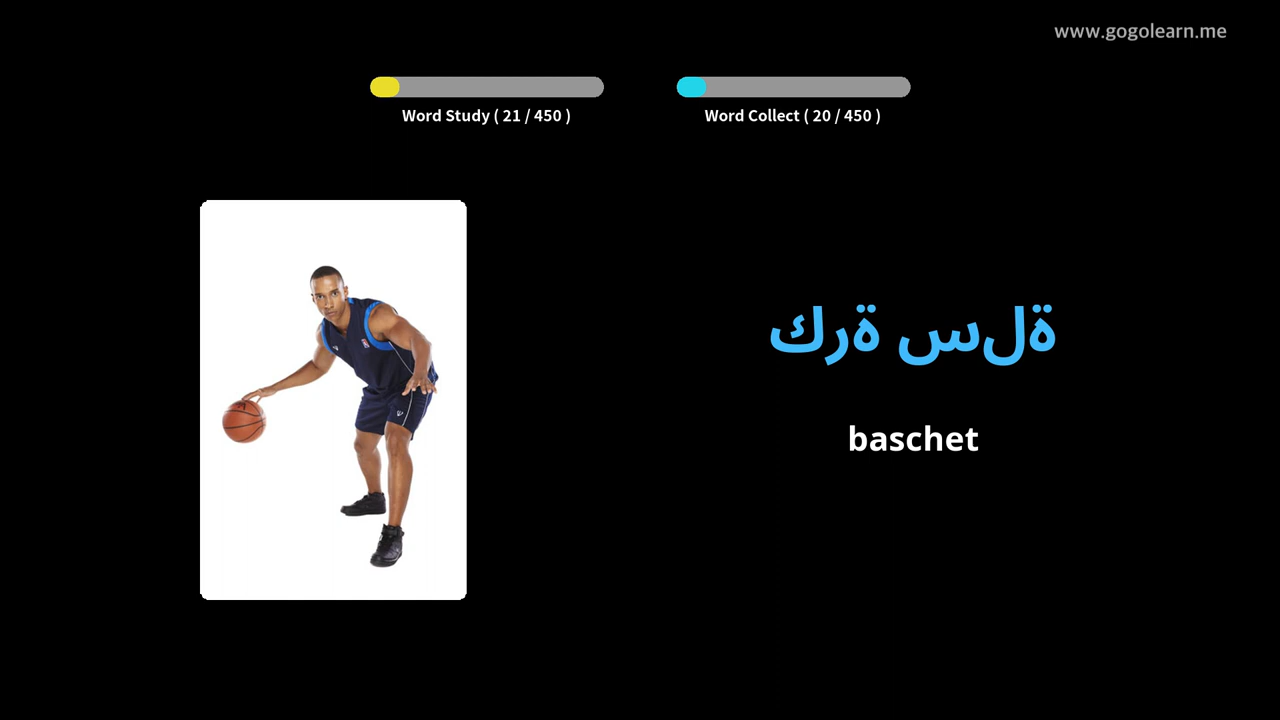 www.gogolearn.me
Word Study ( 21 / 450 )
Word Collect ( 20 / 450 )
كرة سلة
baschet